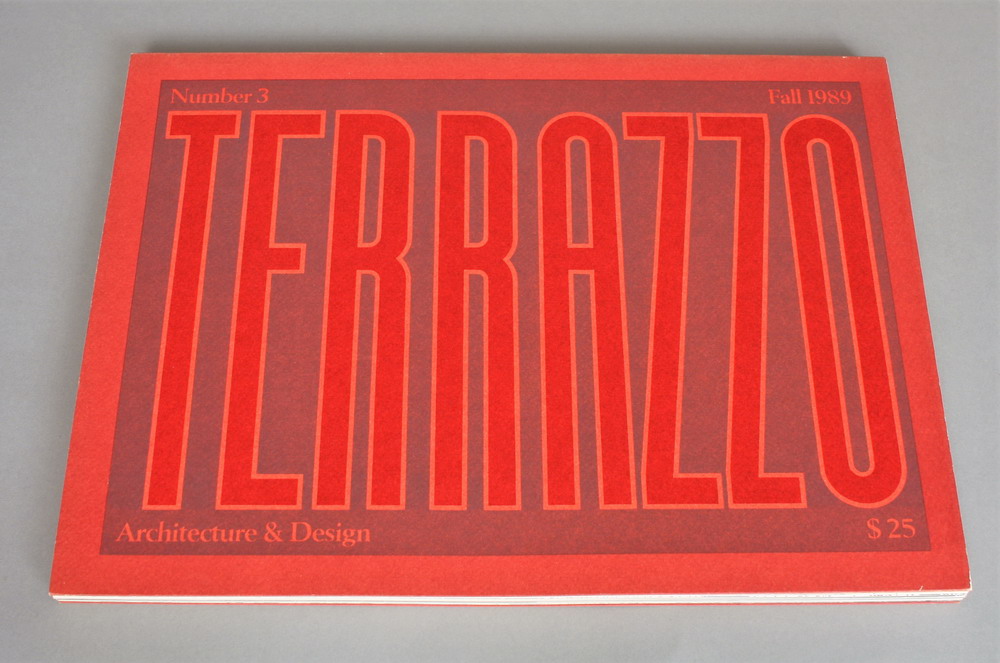 Number 3 Fall 1989
TERRAZZO
Architecture & Design $25